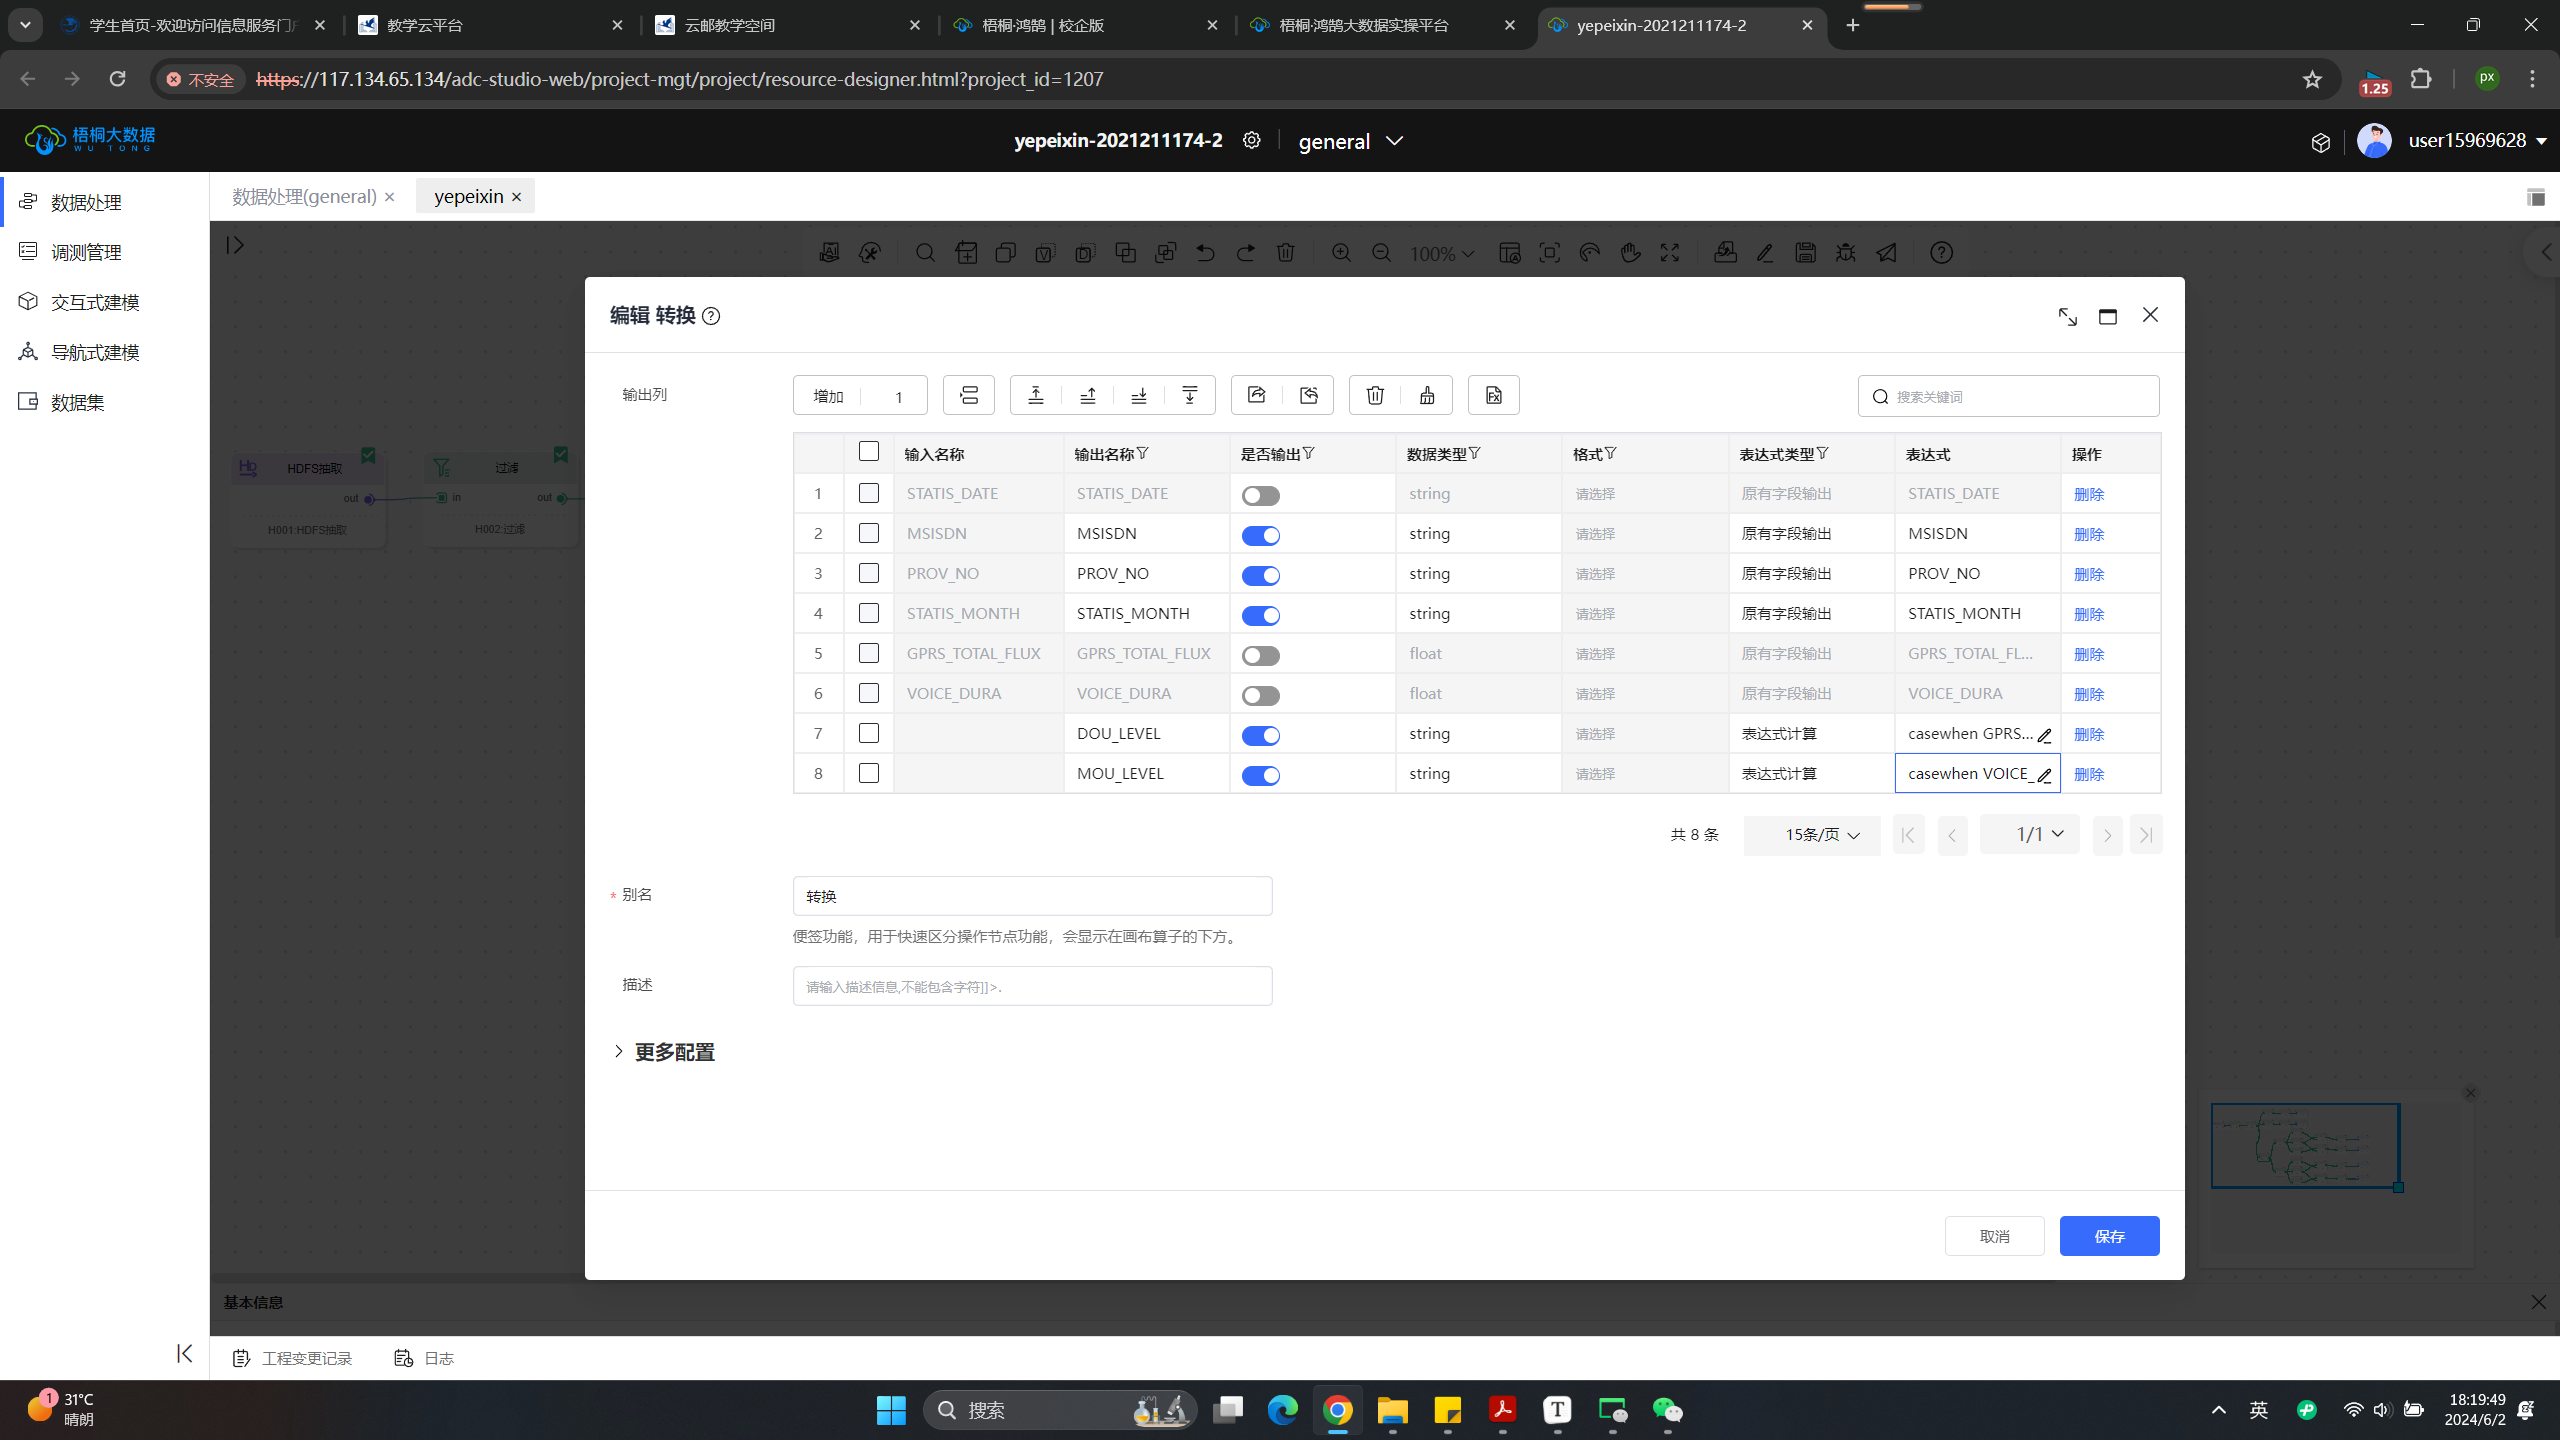 学生首页-欢迎访问信息服务门户
教学云平台
云邮教学空间
梧桐·鸿鹄 | 校企版
梧桐·鸿鹄大数据实操平台
yepeixin-2021211174-2
不安全
https://117.134.65.134/adc-studio-web/project-mgt/project/resource-designer.html?project_id=1207
1.25
px
梧桐大数据
WU TONG
yepeixin-2021211174-2
general
user15969628
数据处理
调测管理
交互式建模
导航式建模
数据集
数据处理(general)
yepeixin
100%
HDFS抽取
out
H001:HDFS抽取
过滤
in
out
H002:过滤
编辑 转换
输出列
增加 1
搜索关键词
输入名称 输出名称 是否输出 数据类型 格式 表达式类型 表达式 操作
1 STATIS_DATE STATIS_DATE string 请选择 原有字段输出 STATIS_DATE 删除
2 MSISDN MSISDN string 请选择 原有字段输出 MSISDN 删除
3 PROV_NO PROV_NO string 请选择 原有字段输出 PROV_NO 删除
4 STATIS_MONTH STATIS_MONTH string 请选择 原有字段输出 STATIS_MONTH 删除
5 GPRS_TOTAL_FLUX GPRS_TOTAL_FLUX float 请选择 原有字段输出 GPRS_TOTAL_FL... 删除
6 VOICE_DURA VOICE_DURA float 请选择 原有字段输出 VOICE_DURA 删除
7 DOU_LEVEL string 请选择 表达式计算 casewhen GPRS... 删除
8 MOU_LEVEL string 请选择 表达式计算 casewhen VOICE_ 删除
共 8 条 15条/页 1/1
* 别名
转换
便签功能，用于快速区分操作节点功能，会显示在画布算子的下方。
描述
请输入描述信息,不能包含字符]]>.
更多配置
取消 保存
基本信息
工程变更记录
日志
1
31°C
晴朗
搜索
英
18:19:49
2024/6/2